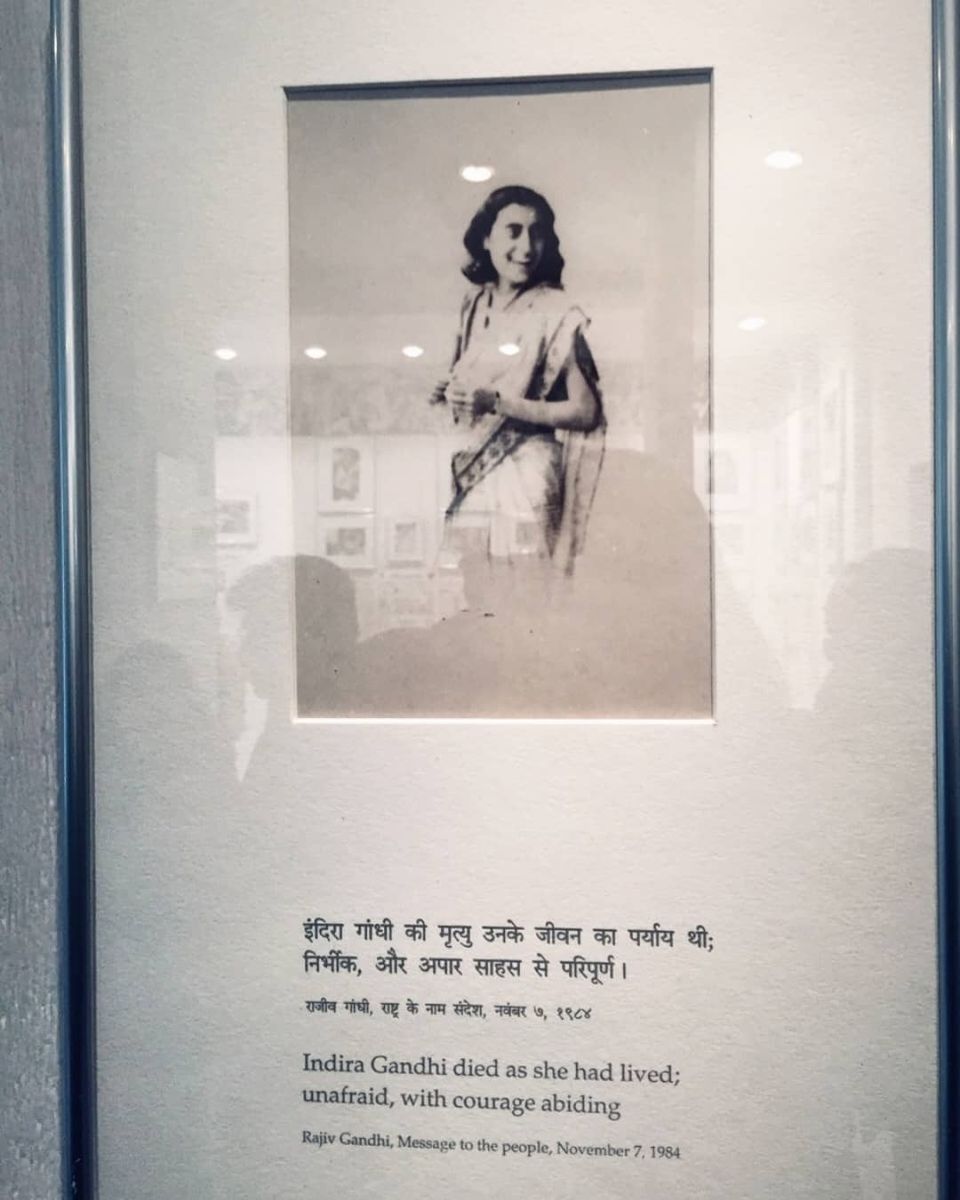 इंदिरा गांधी की मृत्यु उनके जीवन का पर्याय थी;
निर्भीक, और अपार साहस से परिपूर्ण।
राजीव गांधी, राष्ट्र के नाम संदेश, नवंबर ७, १९८४
Indira Gandhi died as she had lived;
unafraid, with courage abiding
Rajiv Gandhi, Message to the people, November 7, 1984